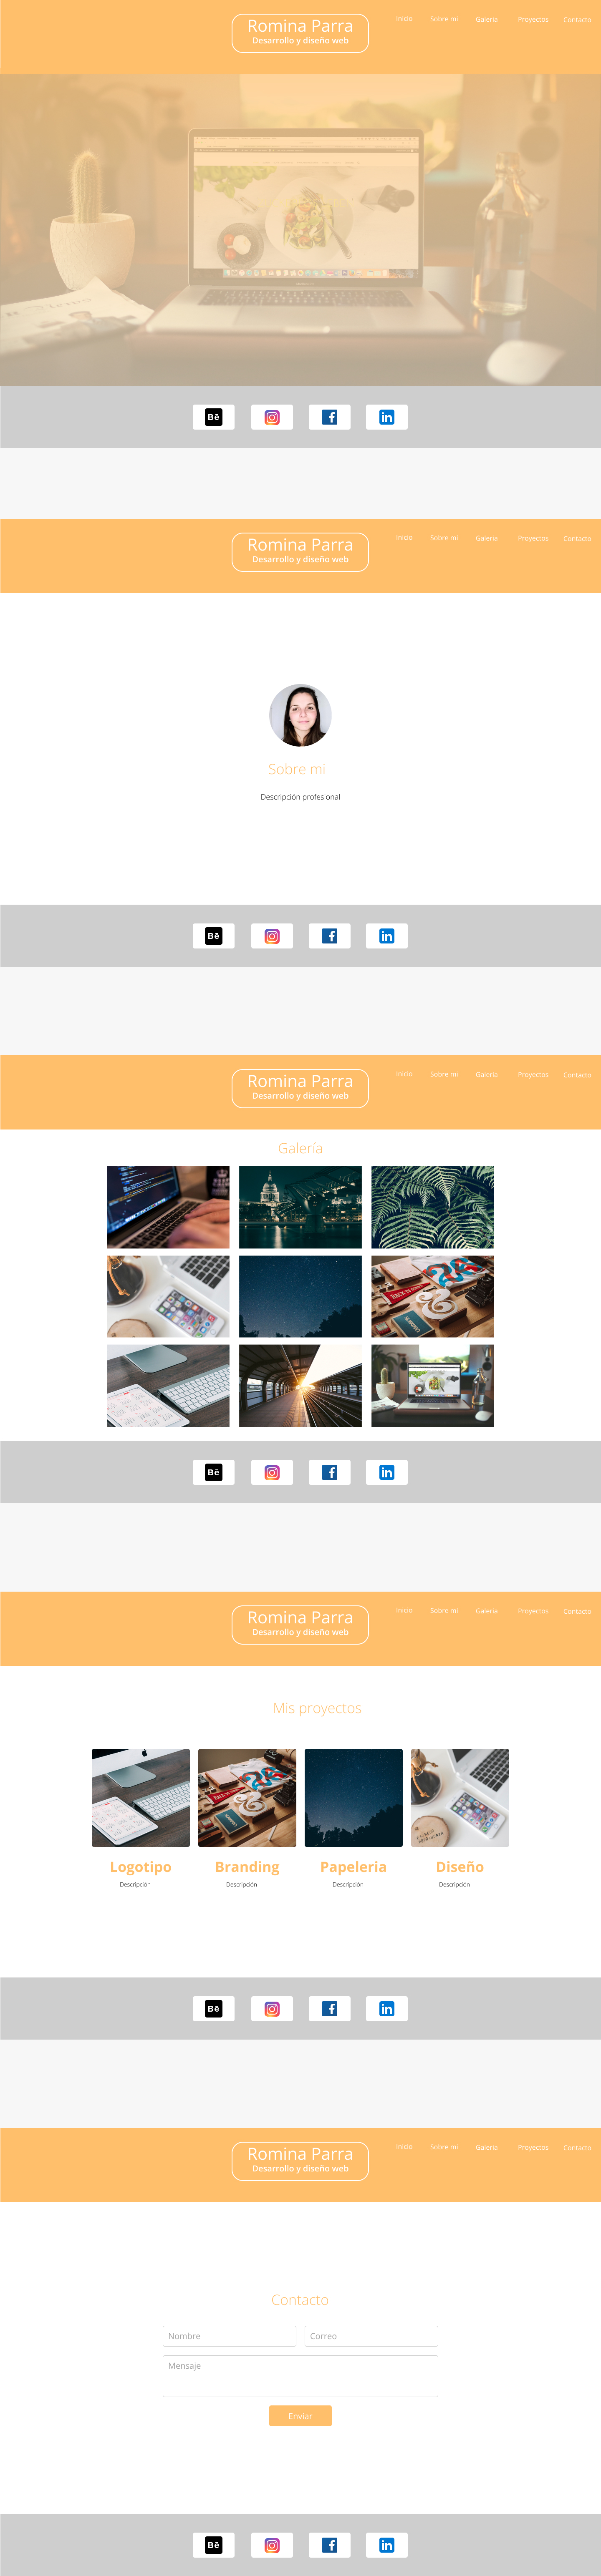 Romina Parra
Desarrollo y diseño web
Inicio Sobre mi Galeria Proyectos Contacto
Bē
Romina Parra
Desarrollo y diseño web
Inicio Sobre mi Galeria Proyectos Contacto
Sobre mi
Descripción profesional
Bē
Romina Parra
Desarrollo y diseño web
Inicio Sobre mi Galeria Proyectos Contacto
Galería
Bē
Romina Parra
Desarrollo y diseño web
Inicio Sobre mi Galeria Proyectos Contacto
Mis proyectos
Logotipo Branding Papeleria Diseño
Descripción Descripción Descripción Descripción
Bē
Romina Parra
Desarrollo y diseño web
Inicio Sobre mi Galeria Proyectos Contacto
Contacto
Nombre Correo
Mensaje
Enviar
Bē